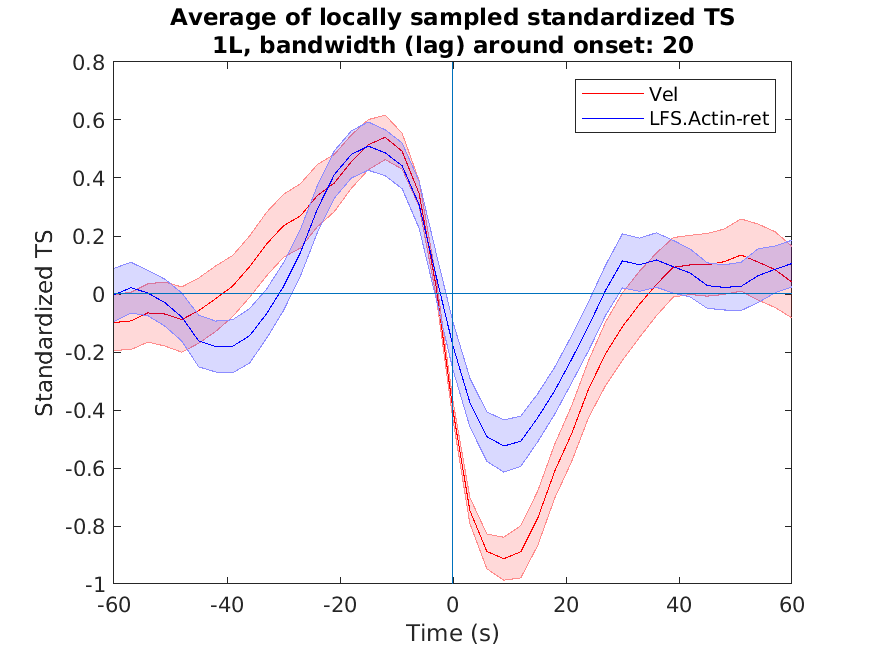 Average of locally sampled standardized TS
1L, bandwidth (lag) around onset: 20
Vel
LFS.Actin-ret
Standardized TS
0.8
0.6
0.4
0.2
0
-0.2
-0.4
-0.6
-0.8
-1
-60 -40 -20 0 20 40 60
Time (s)